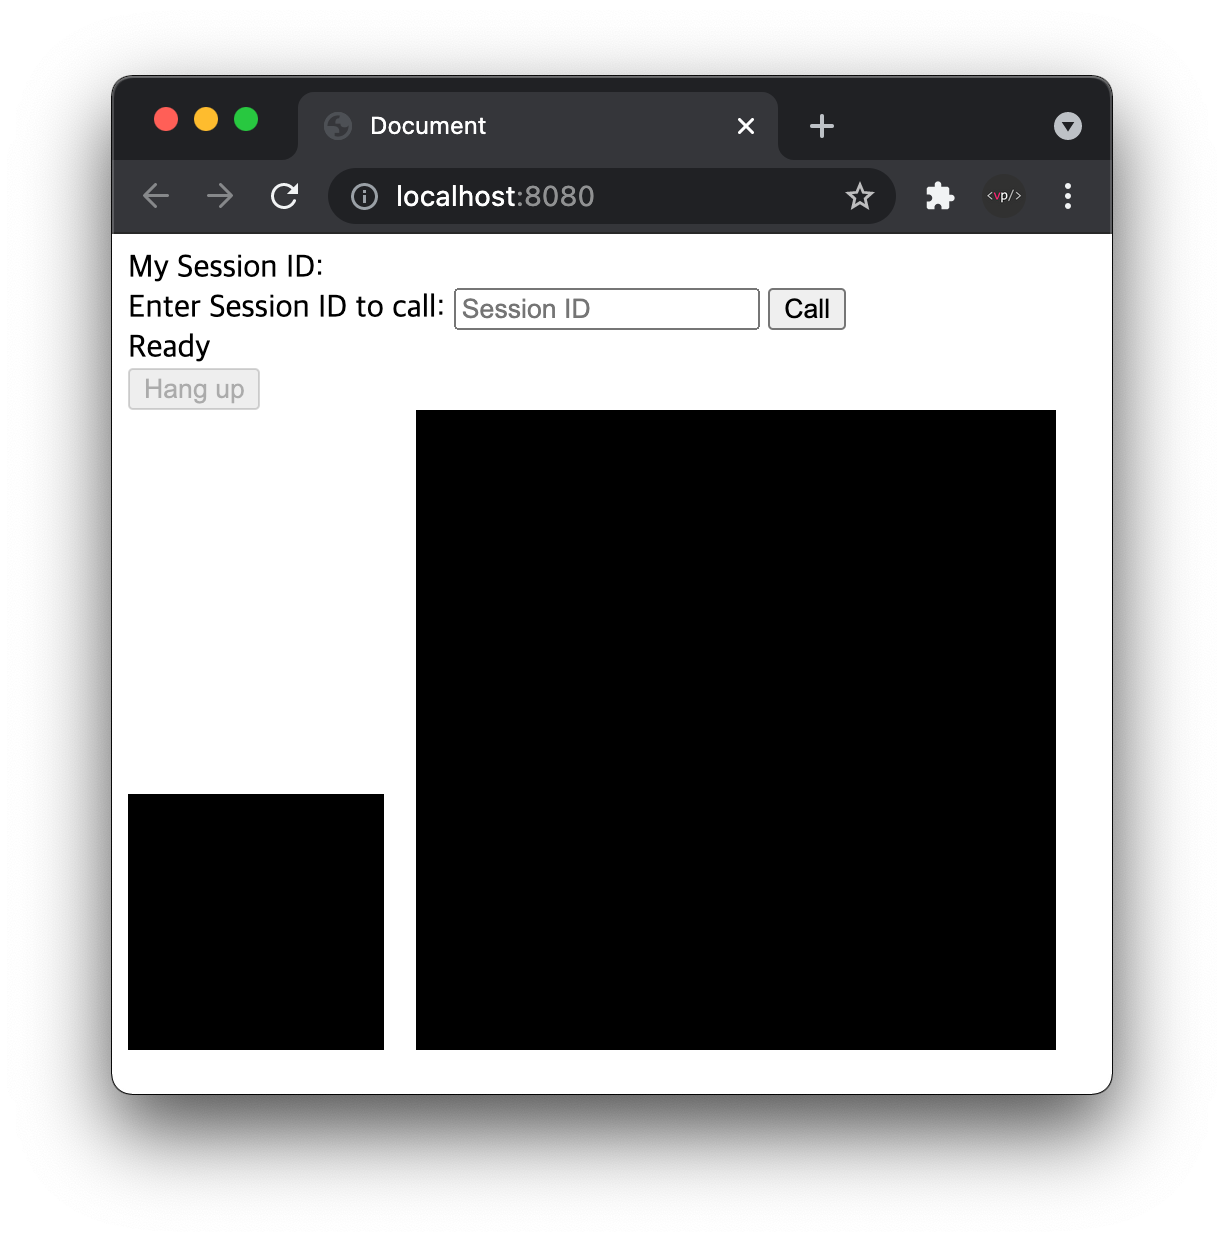 Document
localhost:8080
<vp/>
My Session ID:
Enter Session ID to call: Session ID Call
Ready
Hang up